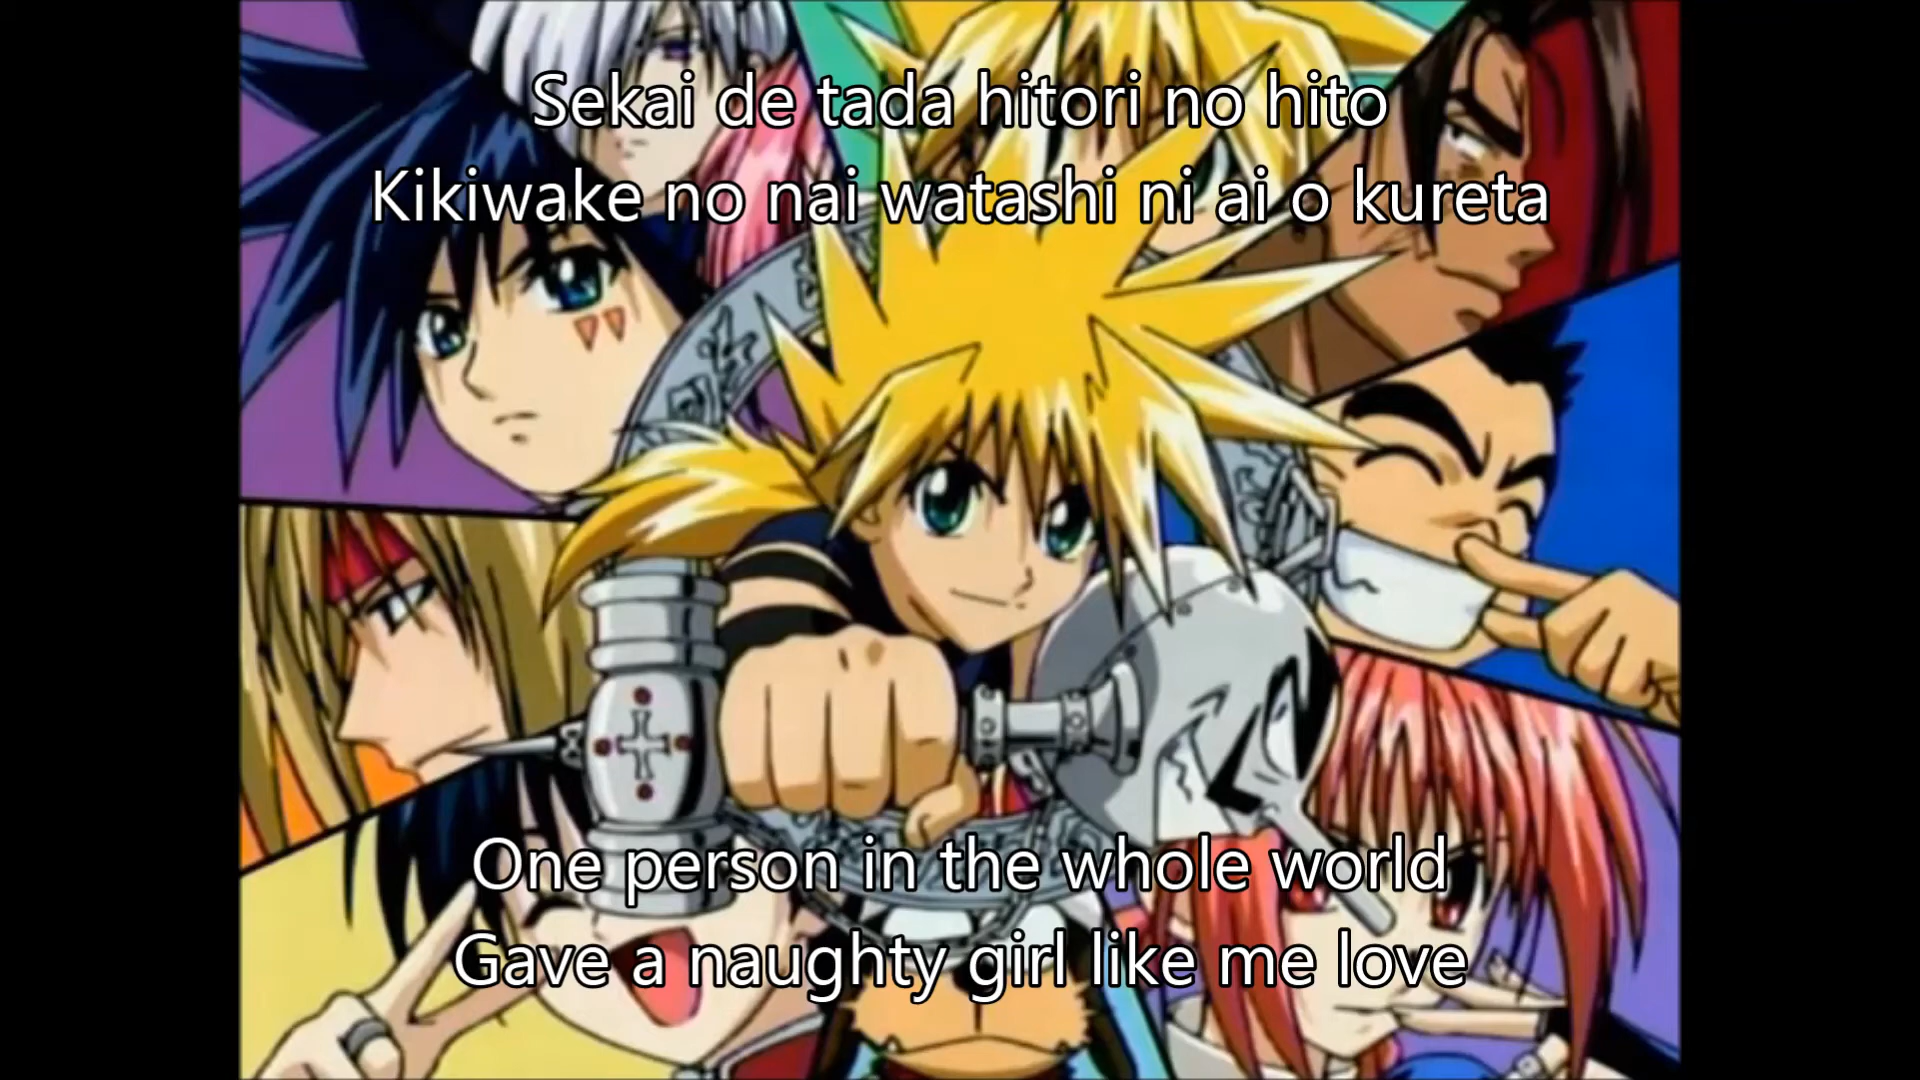 Sekai de tada hitori no hito
Kikiwake no nai watashi ni ai o kureta
One person in the whole world
Gave a naughty girl like me love